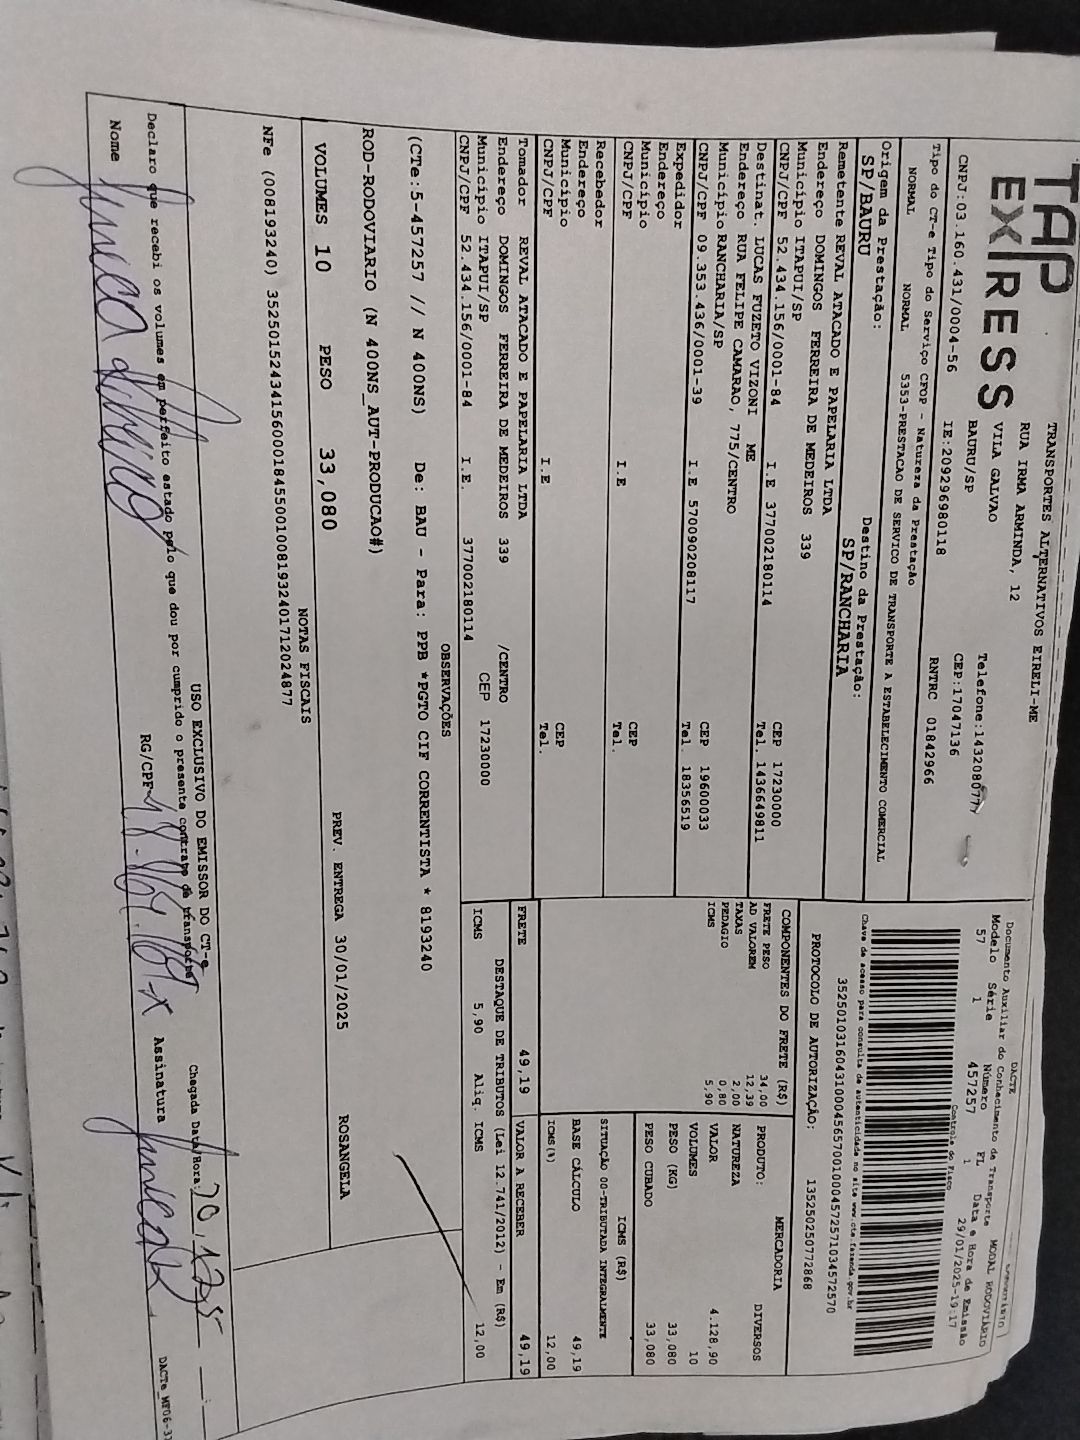 TAP
EXPRESS
TRANSPORTES ALTERNATIVOS EIRELI-ME
RUA IRMA ARMINDA, 12
VILA GALVAO
BAURU/SP
Telefone:143208077
CEP:17047136
CNPJ:03.160.431/0004-56 IE:209296980118 RNTRC 01842966
DACTE
Documento Auxiliar do Conhecimento de Transporte MODAL RODOVIÁRIO
Modelo Série Número FL Data e Hora de Emissão
57 1 457257 1 29/01/2025-19:17
Controle do Fisco
Chave de acesso para consulta de autenticidade no site www.cte.fazenda.gov.br
35250103160431000456570010004572571034572570
PROTOCOLO DE AUTORIZAÇÃO: 135250250772868
Tipo do CT-e Tipo do Serviço CFOP - Natureza da Prestação
NORMAL NORMAL 5353-PRESTACAO DE SERVICO DE TRANSPORTE A ESTABELECIMENTO COMERCIAL
Origem da Prestação: Destino da Prestação:
SP/BAURU SP/RANCHARIA
Remetente REVAL ATACADO E PAPELARIA LTDA
Endereço DOMINGOS FERREIRA DE MEDEIROS 339
Município ITAPUI/SP CEP 17230000
CNPJ/CPF 52.434.156/0001-84 I.E 377002180114 Tel. 1436649811
Destinat. LUCAS FUZETO VIZONI ME
Endereço RUA FELIPE CAMARAO, 775/CENTRO
Município RANCHARIA/SP CEP 19600033
CNPJ/CPF 09.353.436/0001-39 I.E 570090208117 Tel. 18356519
Expedidor
Endereço
Município CEP
CNPJ/CPF I.E Tel.
Recebedor
Endereço
Município CEP
CNPJ/CPF I.E Tel.
Tomador REVAL ATACADO E PAPELARIA LTDA
Endereço DOMINGOS FERREIRA DE MEDEIROS 339 /CENTRO
Município ITAPUI/SP CEP 17230000
CNPJ/CPF 52.434.156/0001-84 I.E. 377002180114
COMPONENTES DO FRETE (R$)
FRETE PESO 34,00
AD VALOREM 12,39
TAXAS 2,00
PEDAGIO 0,80
ICMS 5,90
MERCADORIA
PRODUTO: DIVERSOS
NATUREZA
VALOR 4.128,90
VOLUMES 10
PESO (KG) 33,080
PESO CUBADO 33,080
ICMS (R$)
SITUAÇÃO 00-TRIBUTADA INTEGRALMENTE
BASE CÁLCULO 49,19
ICMS(%) 12,00
FRETE 49,19 VALOR A RECEBER 49,19
DESTAQUE DE TRIBUTOS (Lei 12.741/2012) - Em (R$)
ICMS 5,90 Aliq. ICMS 12,00
OBSERVAÇÕES
(CTe:5-457257 // N 400NS) De: BAU - Para: PPB *PGTO CIF CORRENTISTA * 8193240
ROD-RODOVIARIO (N 400NS_AUT-PRODUCAO#)
VOLUMES 10 PESO 33,080 PREV. ENTREGA 30/01/2025 ROSANGELA
NOTAS FISCAIS
NFe (008193240) 35250152434156000184550010081932401712024877
USO EXCLUSIVO DO EMISSOR DO CT-e
Declaro que recebi os volumes em perfeito estado pelo que dou por cumprido o presente contrato de transporte
Chegada Data/Hora:
Nome RG/CPF Assinatura